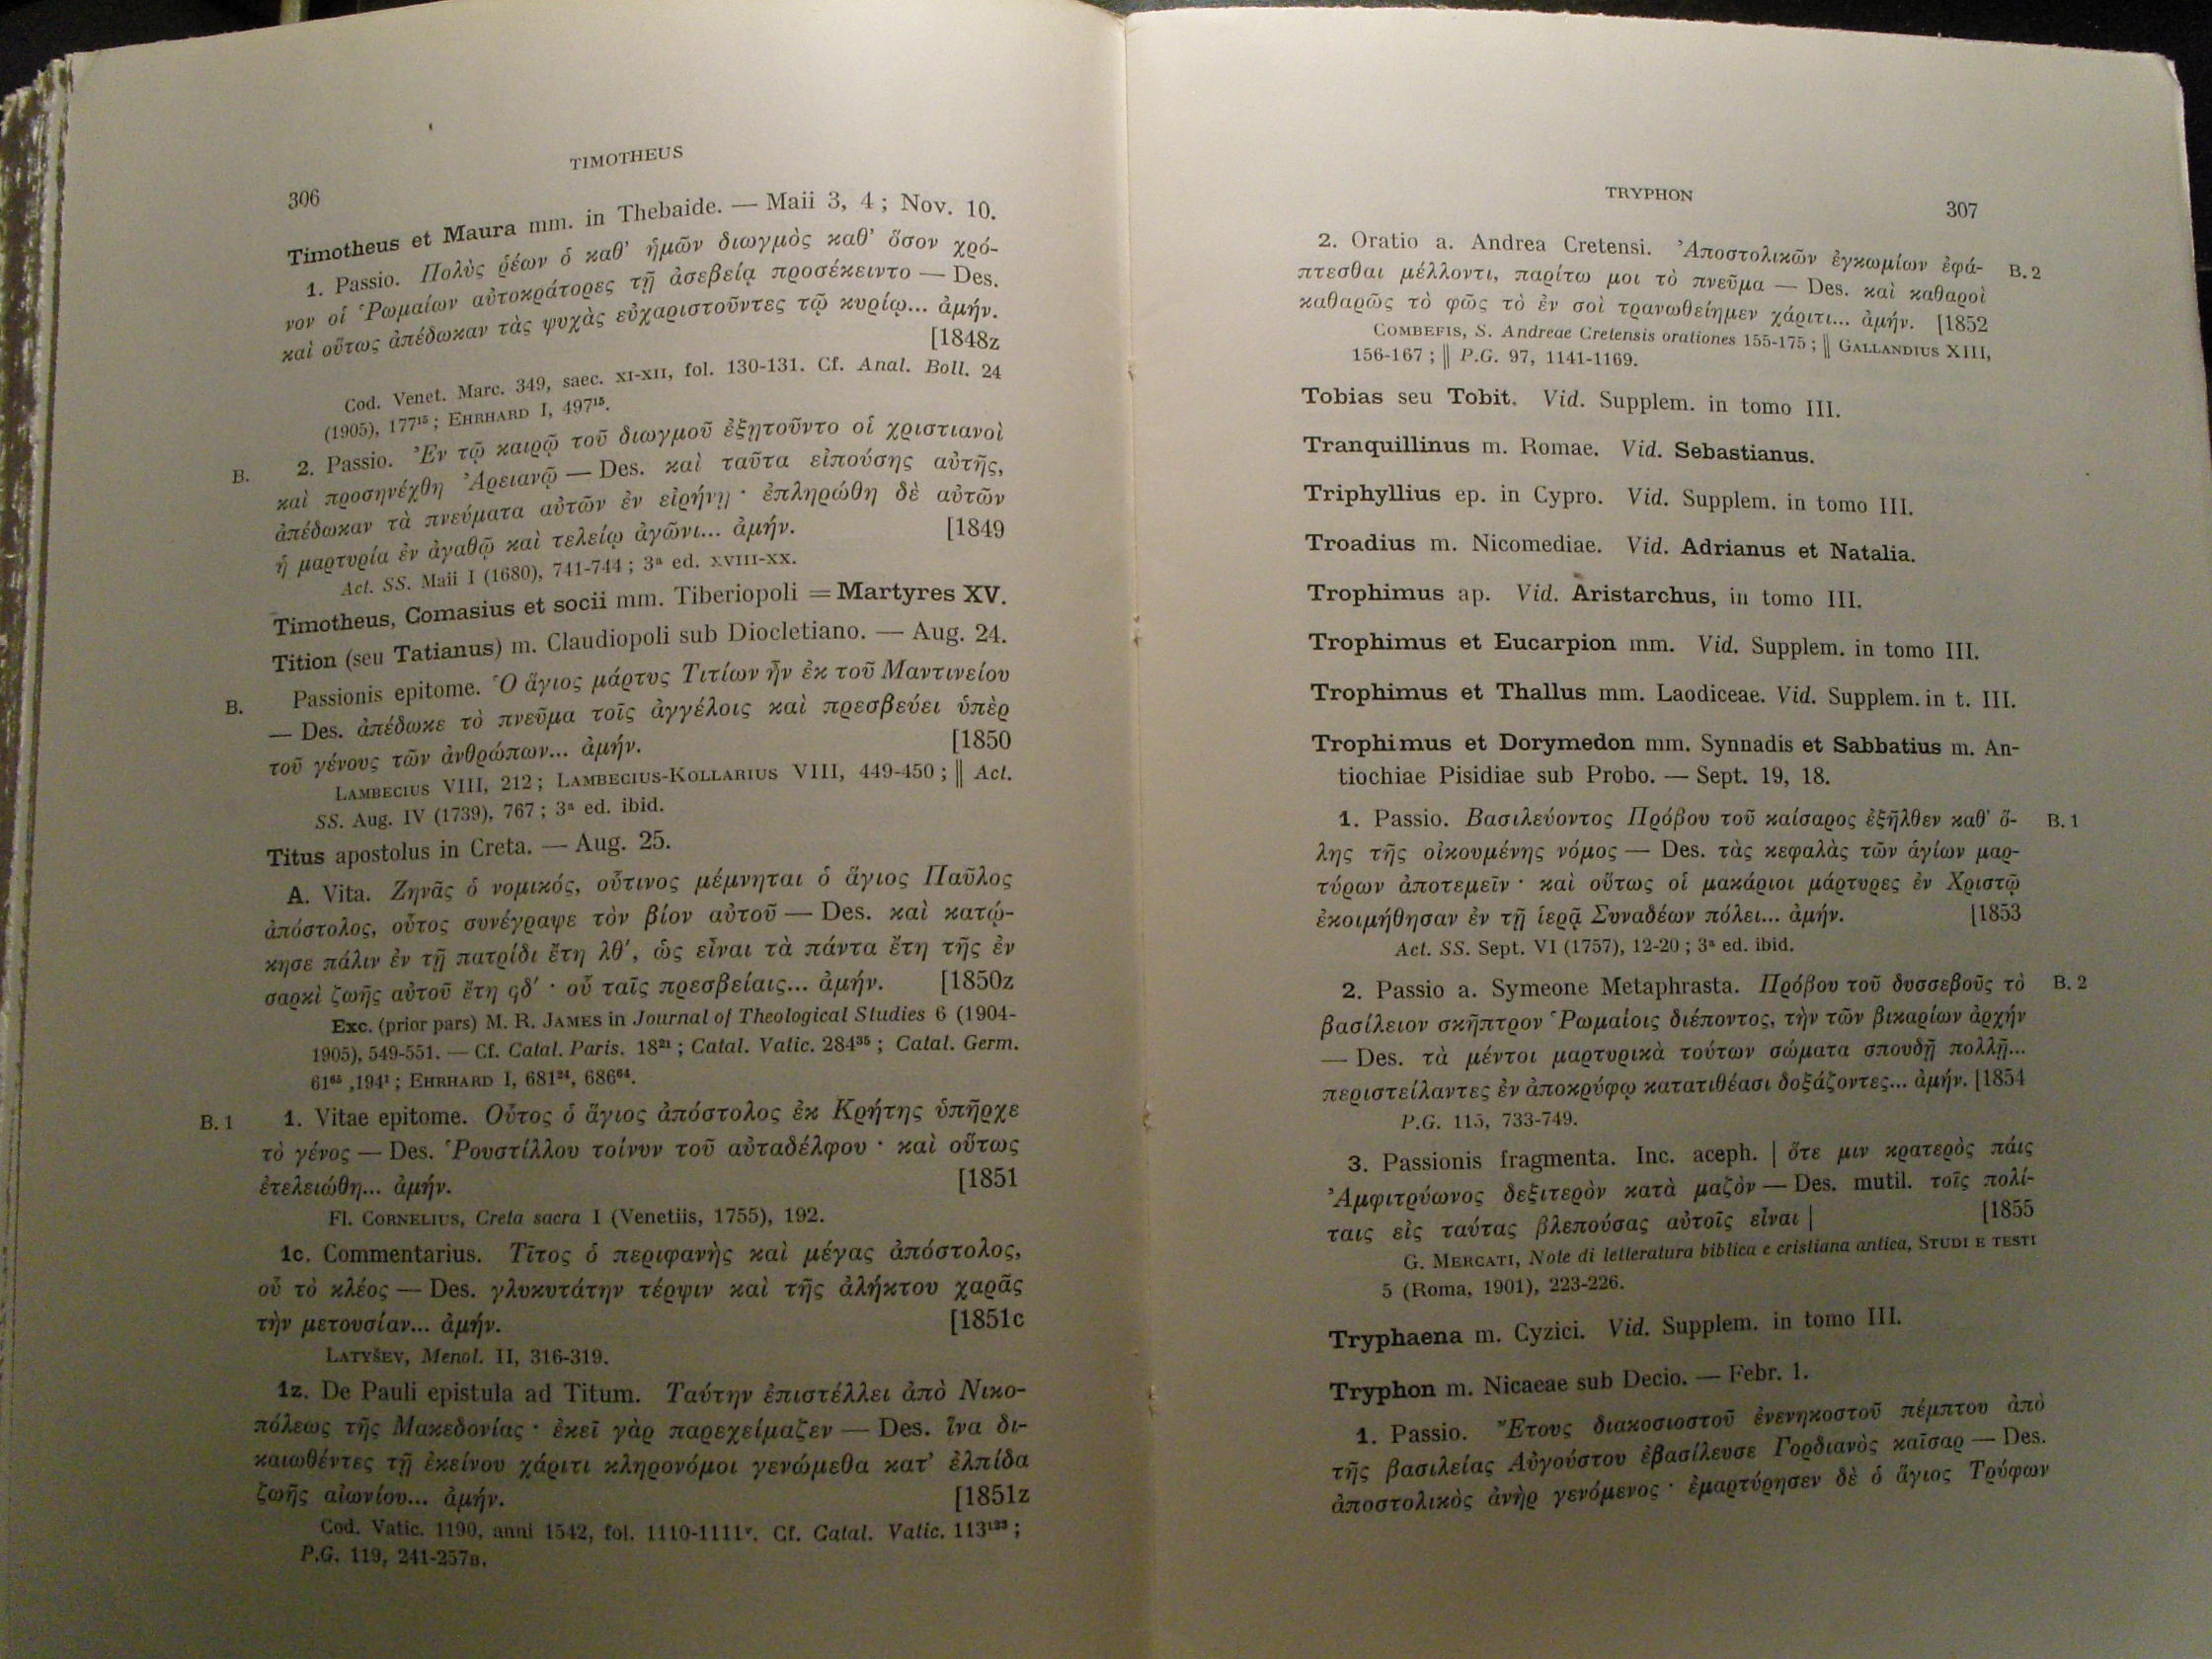 306
TIMOTHEUS
Timotheus et Maura mm. in Thebaide. — Maii 3, 4 ; Nov. 10.
1. Passio. Πολὺς ῥέων ὁ καθ’ ἡμῶν διωγμὸς καθ’ ὅσον χρό-
νον οἱ Ῥωμαίων αὐτοκράτορες τῇ ἀσεβείᾳ προσέκειντο — Des.
καὶ οὕτως ἀπέδωκαν τὰς ψυχὰς εὐχαριστοῦντες τῷ κυρίῳ... ἀμήν.
[1848z
Cod. Venet. Marc. 349, saec. XI-XII, fol. 130-131. Cf. Anal. Boll. 24
(1905), 177¹⁵ ; EHRHARD I, 497¹⁵.
B. 2. Passio. Ἐν τῷ καιρῷ τοῦ διωγμοῦ ἐξῃτοῦντο οἱ χριστιανοὶ
καὶ προσηνέχθη Ἀρειανῷ — Des. καὶ ταῦτα εἰπούσης αὐτῆς,
ἀπέδωκαν τὰ πνεύματα αὐτῶν ἐν εἰρήνῃ · ἐπληρώθη δὲ αὐτῶν
ἡ μαρτυρία ἐν ἀγαθῷ καὶ τελείῳ ἀγῶνι... ἀμήν. [1849
Act. SS. Maii I (1680), 741-744 ; 3ᵃ ed. XVIII-XX.
Timotheus, Comasius et socii mm. Tiberiopoli = Martyres XV.
Tition (seu Tatianus) m. Claudiopoli sub Diocletiano. — Aug. 24.
B. Passionis epitome. Ὁ ἅγιος μάρτυς Τιτίων ἦν ἐκ τοῦ Μαντινείου
— Des. ἀπέδωκε τὸ πνεῦμα τοῖς ἀγγέλοις καὶ πρεσβεύει ὑπὲρ
τοῦ γένους τῶν ἀνθρώπων... ἀμήν. [1850
LAMBECIUS VIII, 212 ; LAMBECIUS-KOLLARIUS VIII, 449-450 ; || Act.
SS. Aug. IV (1739), 767 ; 3ᵃ ed. ibid.
Titus apostolus in Creta. — Aug. 25.
A. Vita. Ζηνᾶς ὁ νομικός, οὗτινος μέμνηται ὁ ἅγιος Παῦλος
ἀπόστολος, οὗτος συνέγραψε τὸν βίον αὐτοῦ — Des. καὶ κατῴ-
κησε πάλιν ἐν τῇ πατρίδι ἔτη λθ′, ὡς εἶναι τὰ πάντα ἔτη τῆς ἐν
σαρκὶ ζωῆς αὐτοῦ ἔτη ϥδ′ · οὗ ταῖς πρεσβείαις... ἀμήν. [1850z
Exc. (prior pars) M. R. JAMES in Journal of Theological Studies 6 (1904-
1905), 549-551. — Cf. Catal. Paris. 18²¹ ; Catal. Vatic. 284³⁵ ; Catal. Germ.
61⁶⁵ ,194¹ ; EHRHARD I, 681²⁴, 686⁶⁴.
B. 1 1. Vitae epitome. Οὗτος ὁ ἅγιος ἀπόστολος ἐκ Κρήτης ὑπῆρχε
τὸ γένος — Des. Ῥουστίλλου τοίνυν τοῦ αὐταδέλφου · καὶ οὕτως
ἐτελειώθη... ἀμήν. [1851
Fl. CORNELIUS, Creta sacra I (Venetiis, 1755), 192.
1c. Commentarius. Τῖτος ὁ περιφανὴς καὶ μέγας ἀπόστολος,
οὗ τὸ κλέος — Des. γλυκυτάτην τέρψιν καὶ τῆς ἀλήκτου χαρᾶς
τὴν μετουσίαν... ἀμήν. [1851c
LATYŠEV, Menol. II, 316-319.
1z. De Pauli epistula ad Titum. Ταύτην ἐπιστέλλει ἀπὸ Νικο-
πόλεως τῆς Μακεδονίας · ἐκεῖ γὰρ παρεχείμαζεν — Des. ἵνα δι-
καιωθέντες τῇ ἐκείνου χάριτι κληρονόμοι γενώμεθα κατ’ ἐλπίδα
ζωῆς αἰωνίου... ἀμήν. [1851z
Cod. Vatic. 1190, anni 1542, fol. 1110-1111ᵛ. Cf. Catal. Vatic. 113¹²³ ;
P.G. 119, 241-257B.
TRYPHON
307
2. Oratio a. Andrea Cretensi. Ἀποστολικῶν ἐγκωμίων ἐφά- B. 2
πτεσθαι μέλλοντι, παρίτω μοι τὸ πνεῦμα — Des. καὶ καθαροὶ
καθαρῶς τὸ φῶς τὸ ἐν σοὶ τρανωθείημεν χάριτι... ἀμήν. [1852
COMBEFIS, S. Andreae Cretensis orationes 155-175 ; || GALLANDIUS XIII,
156-167 ; || P.G. 97, 1141-1169.
Tobias seu Tobit. Vid. Supplem. in tomo III.
Tranquillinus m. Romae. Vid. Sebastianus.
Triphyllius ep. in Cypro. Vid. Supplem. in tomo III.
Troadius m. Nicomediae. Vid. Adrianus et Natalia.
Trophimus ap. Vid. Aristarchus, in tomo III.
Trophimus et Eucarpion mm. Vid. Supplem. in tomo III.
Trophimus et Thallus mm. Laodiceae. Vid. Supplem. in t. III.
Trophimus et Dorymedon mm. Synnadis et Sabbatius m. An-
tiochiae Pisidiae sub Probo. — Sept. 19, 18.
1. Passio. Βασιλεύοντος Πρόβου τοῦ καίσαρος ἐξῆλθεν καθ’ ὅ- B. 1
λης τῆς οἰκουμένης νόμος — Des. τὰς κεφαλὰς τῶν ἁγίων μαρ-
τύρων ἀποτεμεῖν · καὶ οὕτως οἱ μακάριοι μάρτυρες ἐν Χριστῷ
ἐκοιμήθησαν ἐν τῇ ἱερᾷ Συναδέων πόλει... ἀμήν. [1853
Act. SS. Sept. VI (1757), 12-20 ; 3ᵃ ed. ibid.
2. Passio a. Symeone Metaphrasta. Πρόβου τοῦ δυσσεβοῦς τὸ B. 2
βασίλειον σκῆπτρον Ῥωμαίοις διέποντος, τὴν τῶν βικαρίων ἀρχήν
— Des. τὰ μέντοι μαρτυρικὰ τούτων σώματα σπουδῇ πολλῇ...
περιστείλαντες ἐν ἀποκρύφῳ κατατιθέασι δοξάζοντες... ἀμήν. [1854
P.G. 115, 733-749.
3. Passionis fragmenta. Inc. aceph. | ὅτε μιν κρατερὸς πάις
Ἀμφιτρύωνος δεξιτερὸν κατὰ μαζὸν — Des. mutil. τοῖς πολί-
ταις εἰς ταύτας βλεπούσας αὐτοῖς εἶναι | [1855
G. MERCATI, Note di letteratura biblica e cristiana antica, STUDI E TESTI
5 (Roma, 1901), 223-226.
Tryphaena m. Cyzici. Vid. Supplem. in tomo III.
Tryphon m. Nicaeae sub Decio. — Febr. 1.
1. Passio. Ἔτους διακοσιοστοῦ ἐνενηκοστοῦ πέμπτου ἀπὸ
τῆς βασιλείας Αὐγούστου ἐβασίλευσε Γορδιανὸς καῖσαρ — Des.
ἀποστολικὸς ἀνὴρ γενόμενος · ἐμαρτύρησεν δὲ ὁ ἅγιος Τρύφων